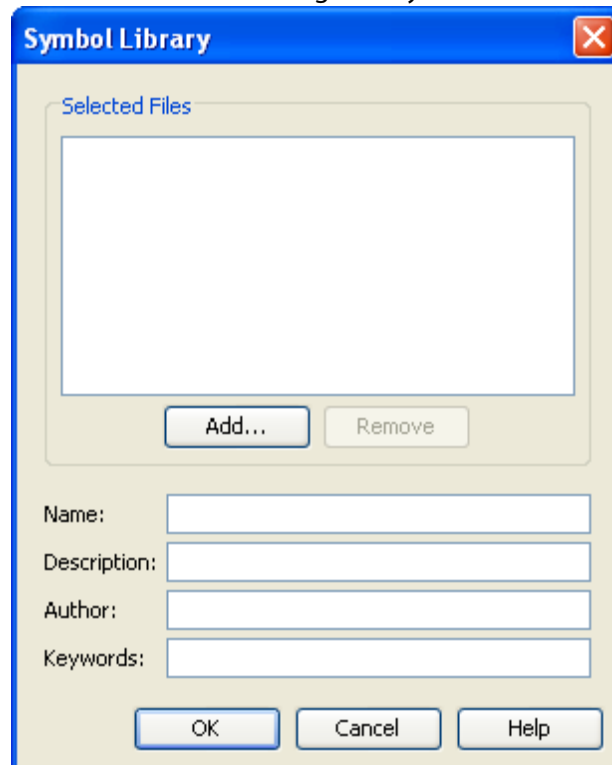 Symbol Library
Selected Files
Add... Remove
Name:
Description:
Author:
Keywords:
OK Cancel Help